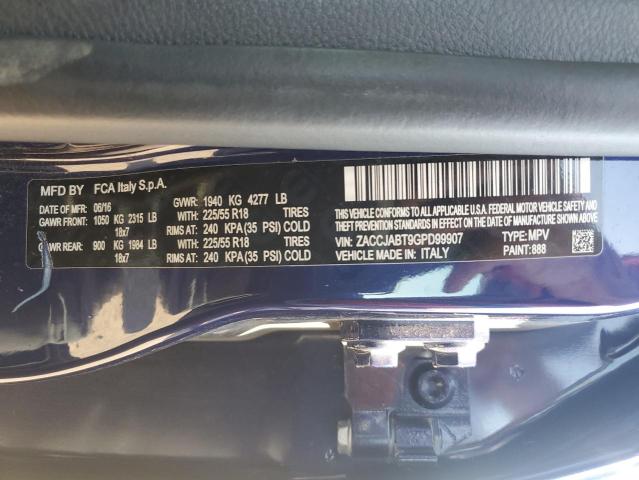 MFD BY FCA Italy S.p.A.
DATE OF MFR: 06/16 GVWR: 1940 KG 4277 LB
GAWR FRONT: 1050 KG 2315 LB WITH: 225/55 R18 TIRES
18x7 RIMS AT: 240 KPA (35 PSI) COLD
GAWR REAR: 900 KG 1984 LB WITH: 225/55 R18 TIRES
18x7 RIMS AT: 240 KPA (35 PSI) COLD
THIS VEHICLE CONFORMS TO ALL APPLICABLE U.S.A. FEDERAL MOTOR VEHICLE SAFETY,
BUMPER, AND THEFT PREVENTION STANDARDS IN EFFECT ON THE DATE OF MANUFACTURE SHOWN ABOVE.
VIN: ZACCJABT9GPD99907 TYPE: MPV
VEHICLE MADE IN: ITALY PAINT: 888